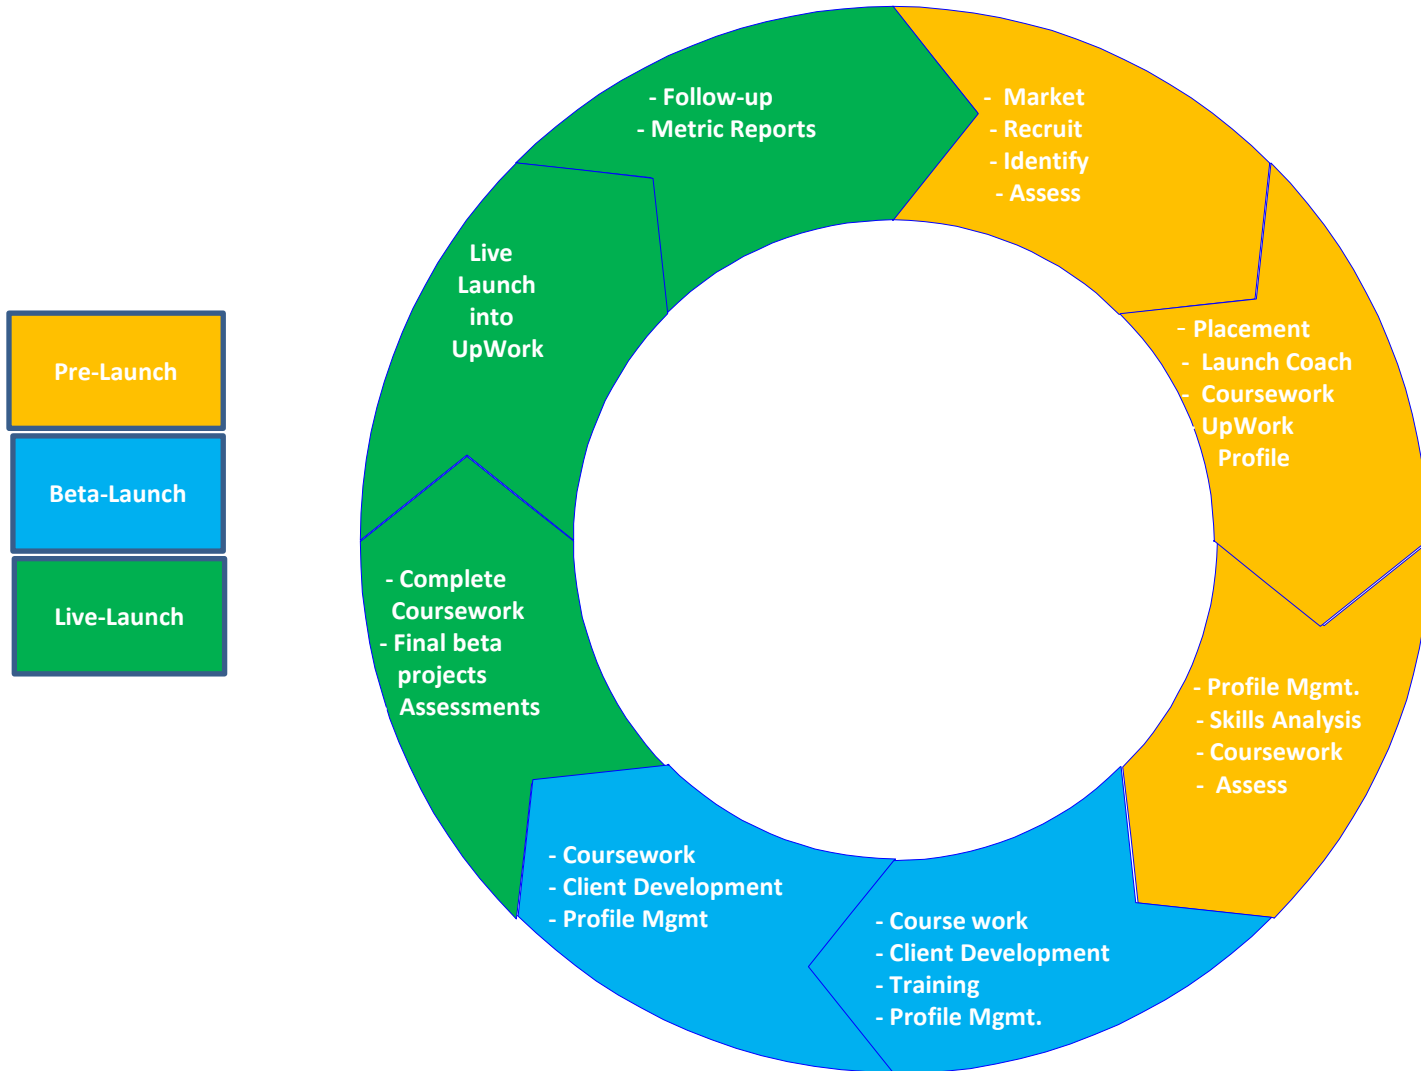 Pre-Launch
Beta-Launch
Live-Launch
- Market
- Recruit
- Identify
- Assess
- Placement
- Launch Coach
- Coursework
- UpWork
Profile
- Profile Mgmt.
- Skills Analysis
- Coursework
- Assess
- Course work
- Client Development
- Training
- Profile Mgmt.
- Coursework
- Client Development
- Profile Mgmt
- Complete
Coursework
- Final beta
projects
- Assessments
Live
Launch
into
UpWork
- Follow-up
- Metric Reports